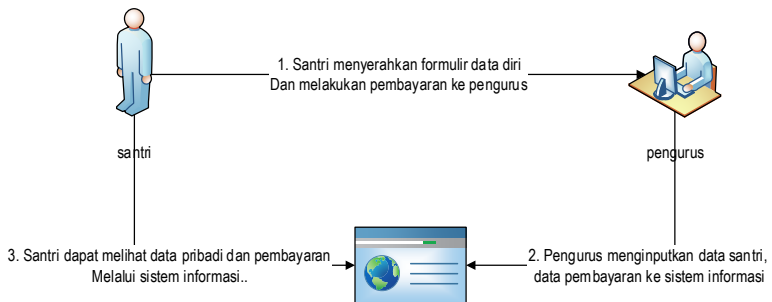 1. Santri menyerahkan formulir data diri
Dan melakukan pembayaran ke pengurus
santri
pengurus
3. Santri dapat melihat data pribadi dan pembayaran
Melalui sistem informasi..
2. Pengurus menginputkan data santri,
data pembayaran ke sistem informasi